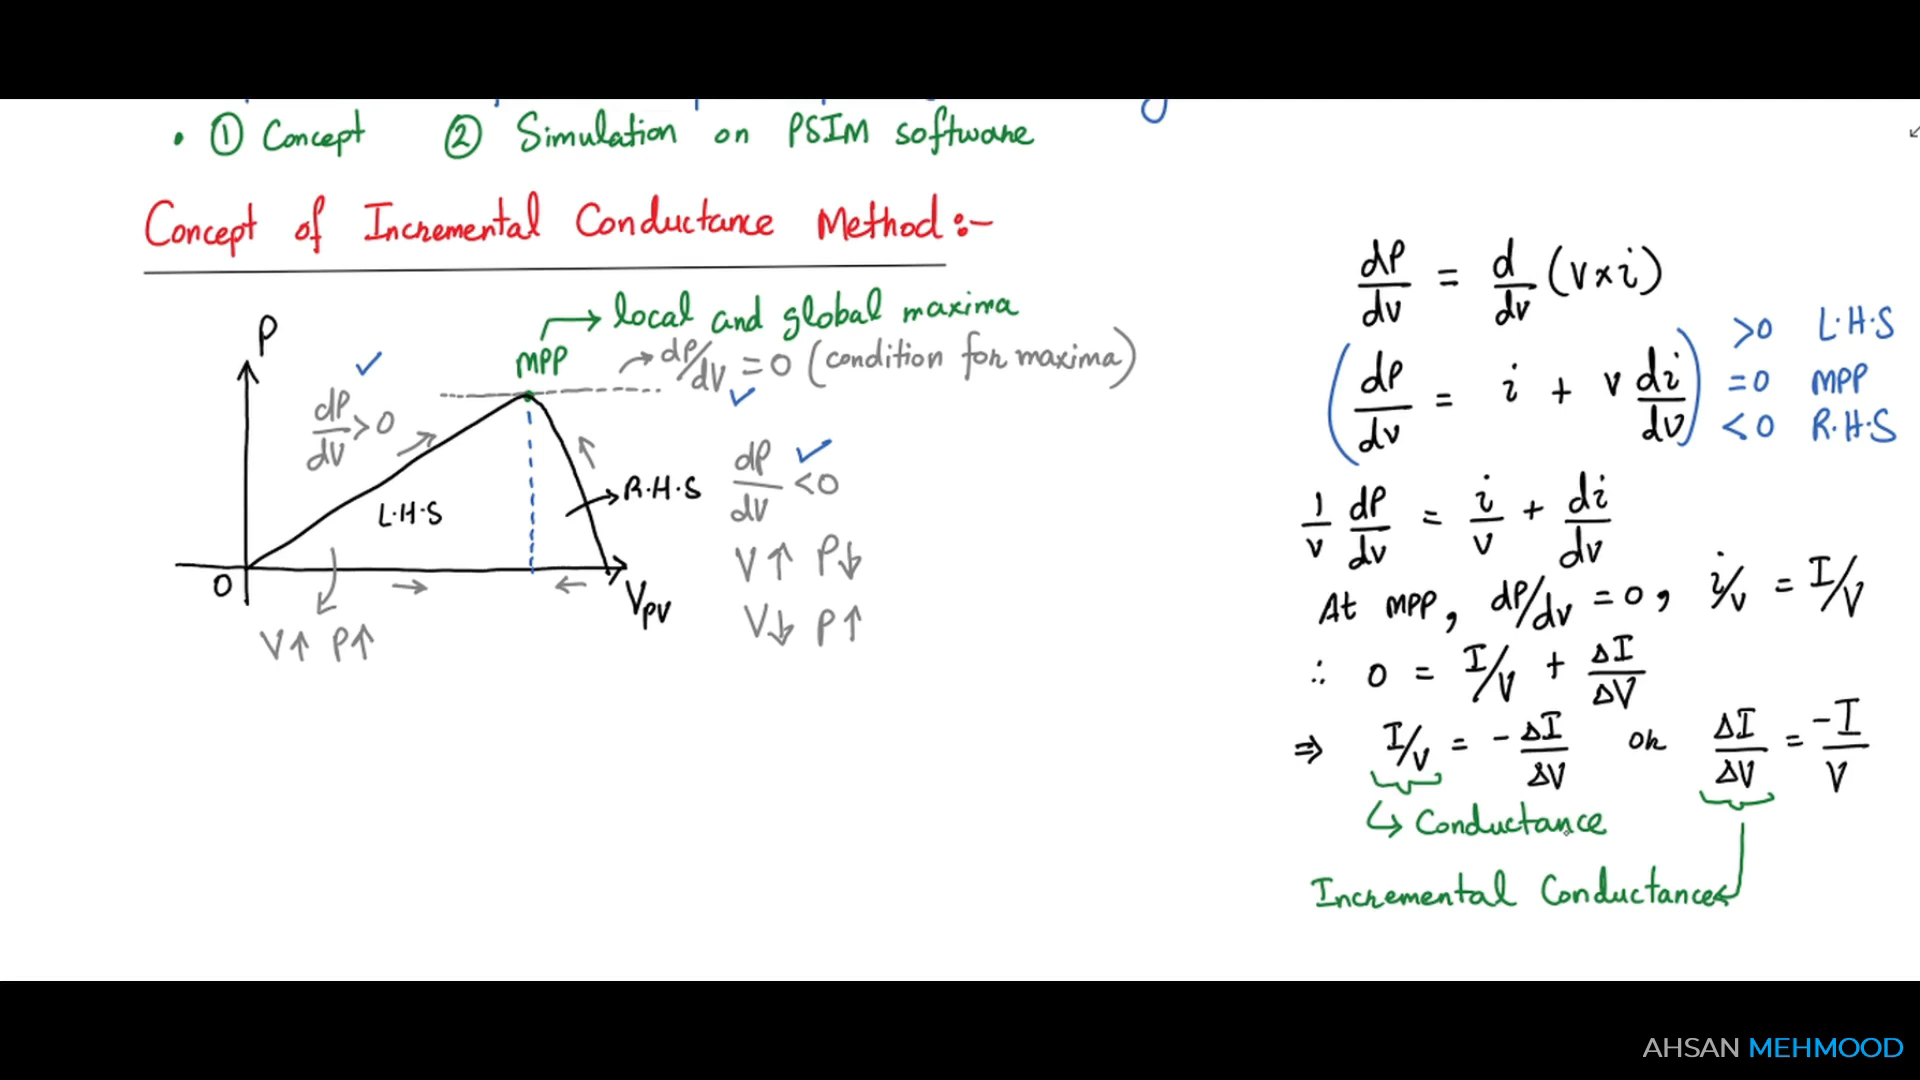 • ① Concept ② Simulation on PSIM software
Concept of Incremental Conductance Method :-
P
MPP → local and global maxima
→ dP/dV = 0 (condition for maxima)
dP/dV > 0
L.H.S
R.H.S
dP/dV < 0
V↑ P↓
V↓ P↑
0
Vpv
V↑ P↑
dP/dv = d/dv (v×i)
(dP/dv = i + v di/dv) >0 L.H.S
=0 MPP
<0 R.H.S
1/v dP/dv = i/v + di/dv
At MPP, dP/dv = 0, i/v = I/V
∴ 0 = I/V + ΔI/ΔV
⇒ I/V = -ΔI/ΔV or ΔI/ΔV = -I/V
↳ Conductance
Incremental Conductance
AHSAN MEHMOOD